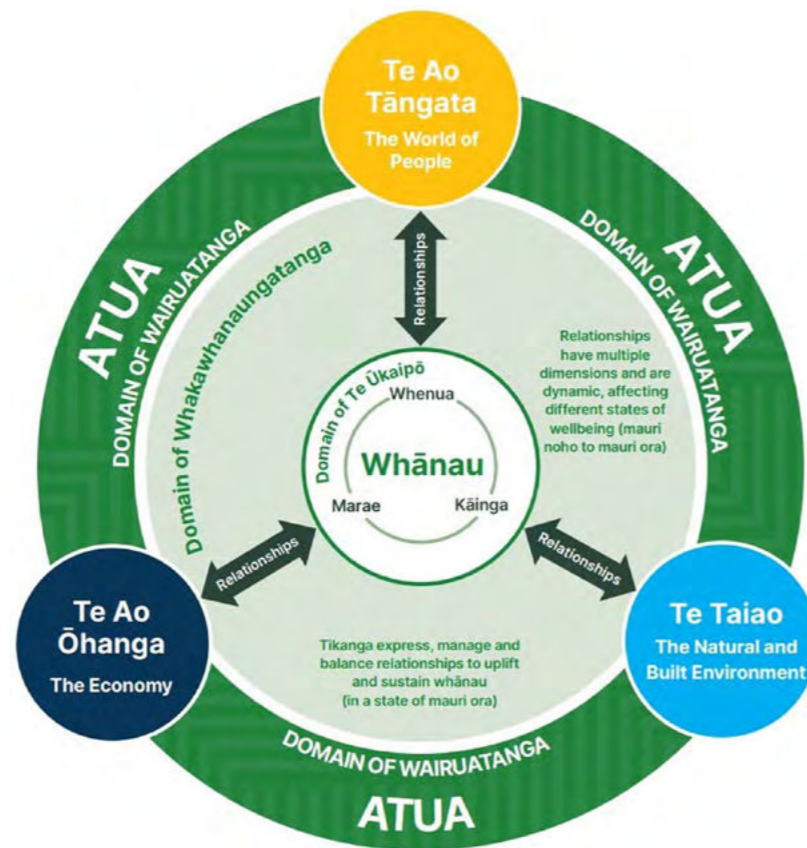 Te Ao
Tāngata
The World of
People
ATUA
DOMAIN OF WAIRUATANGA
ATUA
DOMAIN OF WAIRUATANGA
Domain of Whakawhanaungatanga
Relationships
Relationships
have multiple
dimensions and are
dynamic, affecting
different states of
wellbeing (mauri
noho to mauri ora)
Domain of Te Ūkaipō
Whenua
Whānau
Marae
Kāinga
Relationships
Relationships
Te Ao
Ōhanga
The Economy
Te Taiao
The Natural and
Built Environment
Tikanga express, manage and
balance relationships to uplift
and sustain whānau
(in a state of mauri ora)
DOMAIN OF WAIRUATANGA
ATUA